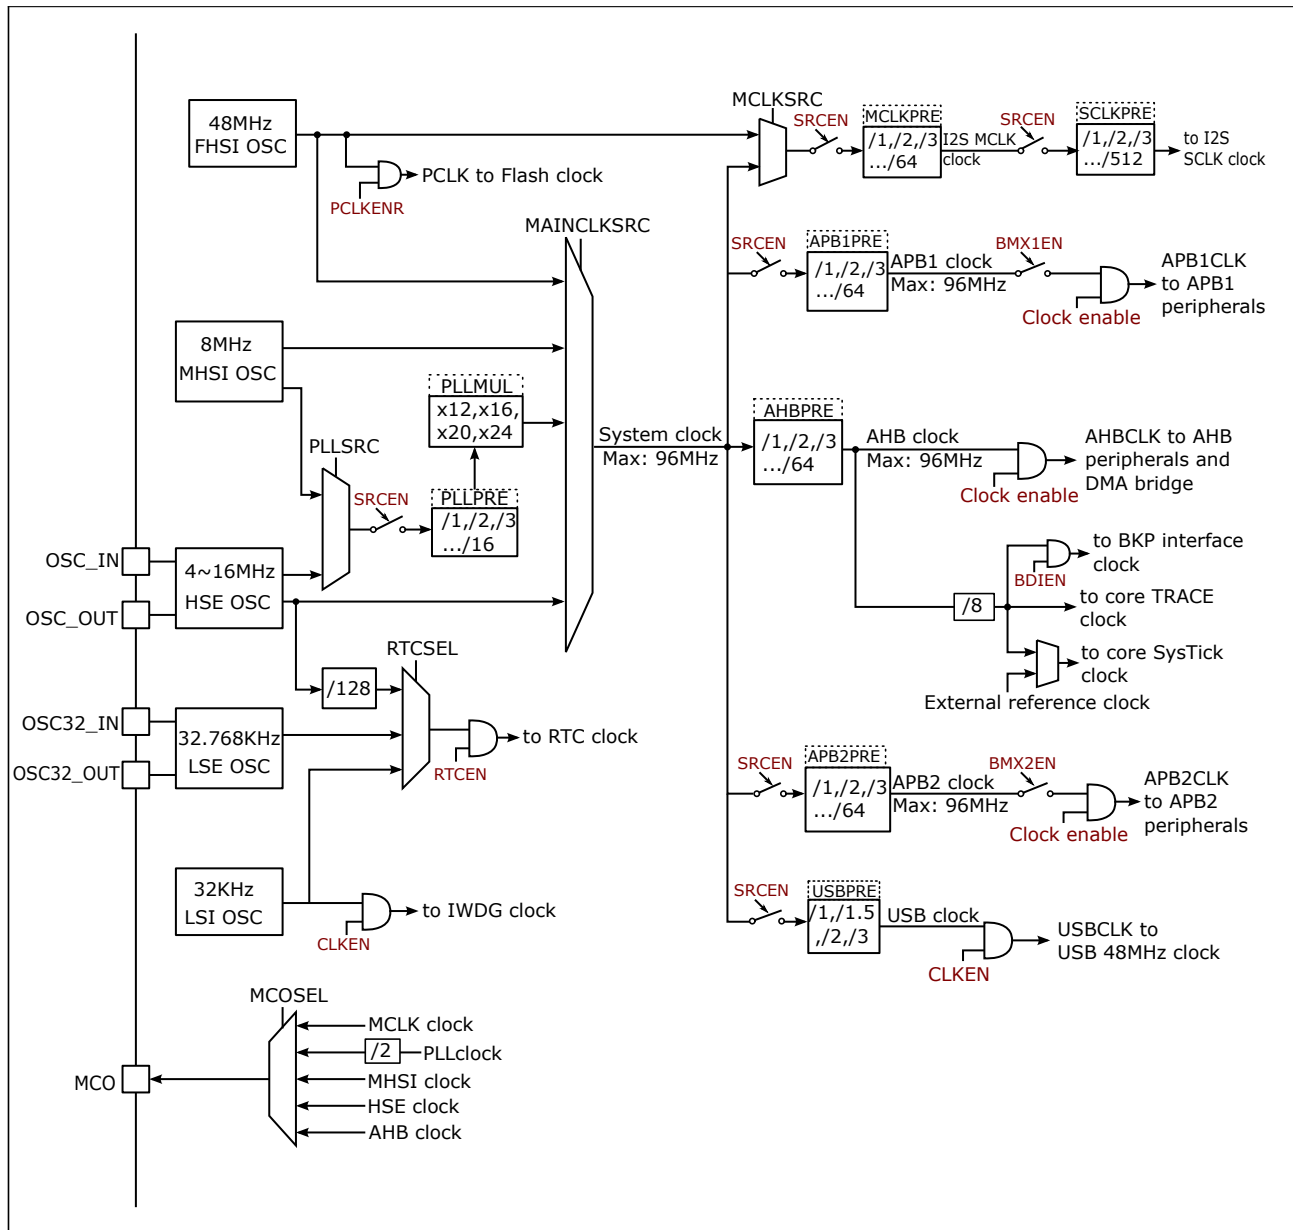 48MHz
FHSI OSC
PCLK to Flash clock
PCLKENR
MCLKSRC
SRCEN
MCLKPRE
/1,/2,/3
.../64
I2S MCLK
clock
SRCEN
SCLKPRE
/1,/2,/3
.../512
to I2S
SCLK clock
MAINCLKSRC
SRCEN
APB1PRE
/1,/2,/3
.../64
APB1 clock
Max: 96MHz
BMX1EN
Clock enable
APB1CLK
to APB1
peripherals
8MHz
MHSI OSC
PLLMUL
x12,x16,
x20,x24
PLLSRC
SRCEN
PLLPRE
/1,/2,/3
.../16
System clock
Max: 96MHz
AHBPRE
/1,/2,/3
.../64
AHB clock
Max: 96MHz
Clock enable
AHBCLK to AHB
peripherals and
DMA bridge
OSC_IN
OSC_OUT
4~16MHz
HSE OSC
/8
BDIEN
to BKP interface
clock
to core TRACE
clock
to core SysTick
clock
External reference clock
RTCSEL
/128
OSC32_IN
OSC32_OUT
32.768KHz
LSE OSC
RTCEN
to RTC clock
SRCEN
APB2PRE
/1,/2,/3
.../64
APB2 clock
Max: 96MHz
BMX2EN
Clock enable
APB2CLK
to APB2
peripherals
32KHz
LSI OSC
CLKEN
to IWDG clock
SRCEN
USBPRE
/1,/1.5
,/2,/3
USB clock
CLKEN
USBCLK to
USB 48MHz clock
MCOSEL
MCO
MCLK clock
/2
PLLclock
MHSI clock
HSE clock
AHB clock